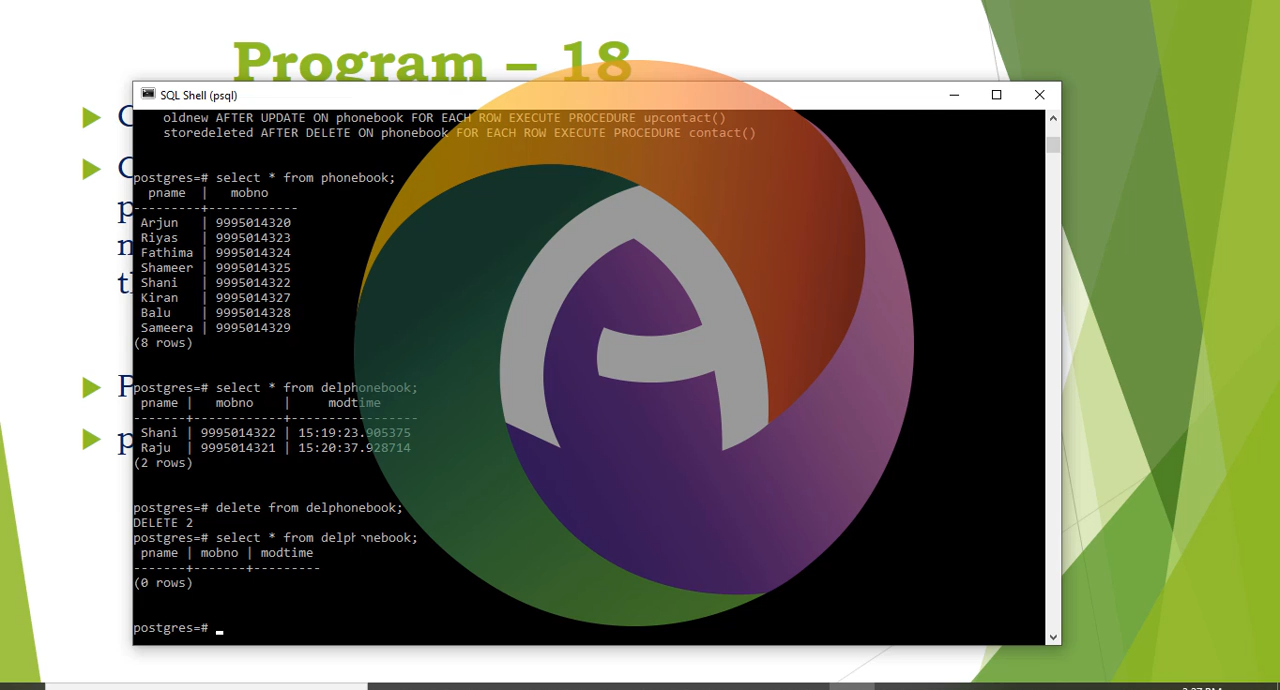 Program – 18
SQL Shell (psql)
oldnew AFTER UPDATE ON phonebook FOR EACH ROW EXECUTE PROCEDURE upcontact()
storedeleted AFTER DELETE ON phonebook FOR EACH ROW EXECUTE PROCEDURE contact()
postgres=# select * from phonebook;
pname | mobno
---------+------------
Arjun | 9995014320
Riyas | 9995014323
Fathima | 9995014324
Shameer | 9995014325
Shani | 9995014322
Kiran | 9995014327
Balu | 9995014328
Sameera | 9995014329
(8 rows)
postgres=# select * from delphonebook;
pname | mobno | modtime
-------+------------+-----------------
Shani | 9995014322 | 15:19:23.905375
Raju | 9995014321 | 15:20:37.928714
(2 rows)
postgres=# delete from delphonebook;
DELETE 2
postgres=# select * from delphonebook;
pname | mobno | modtime
-------+-------+---------
(0 rows)
postgres=#